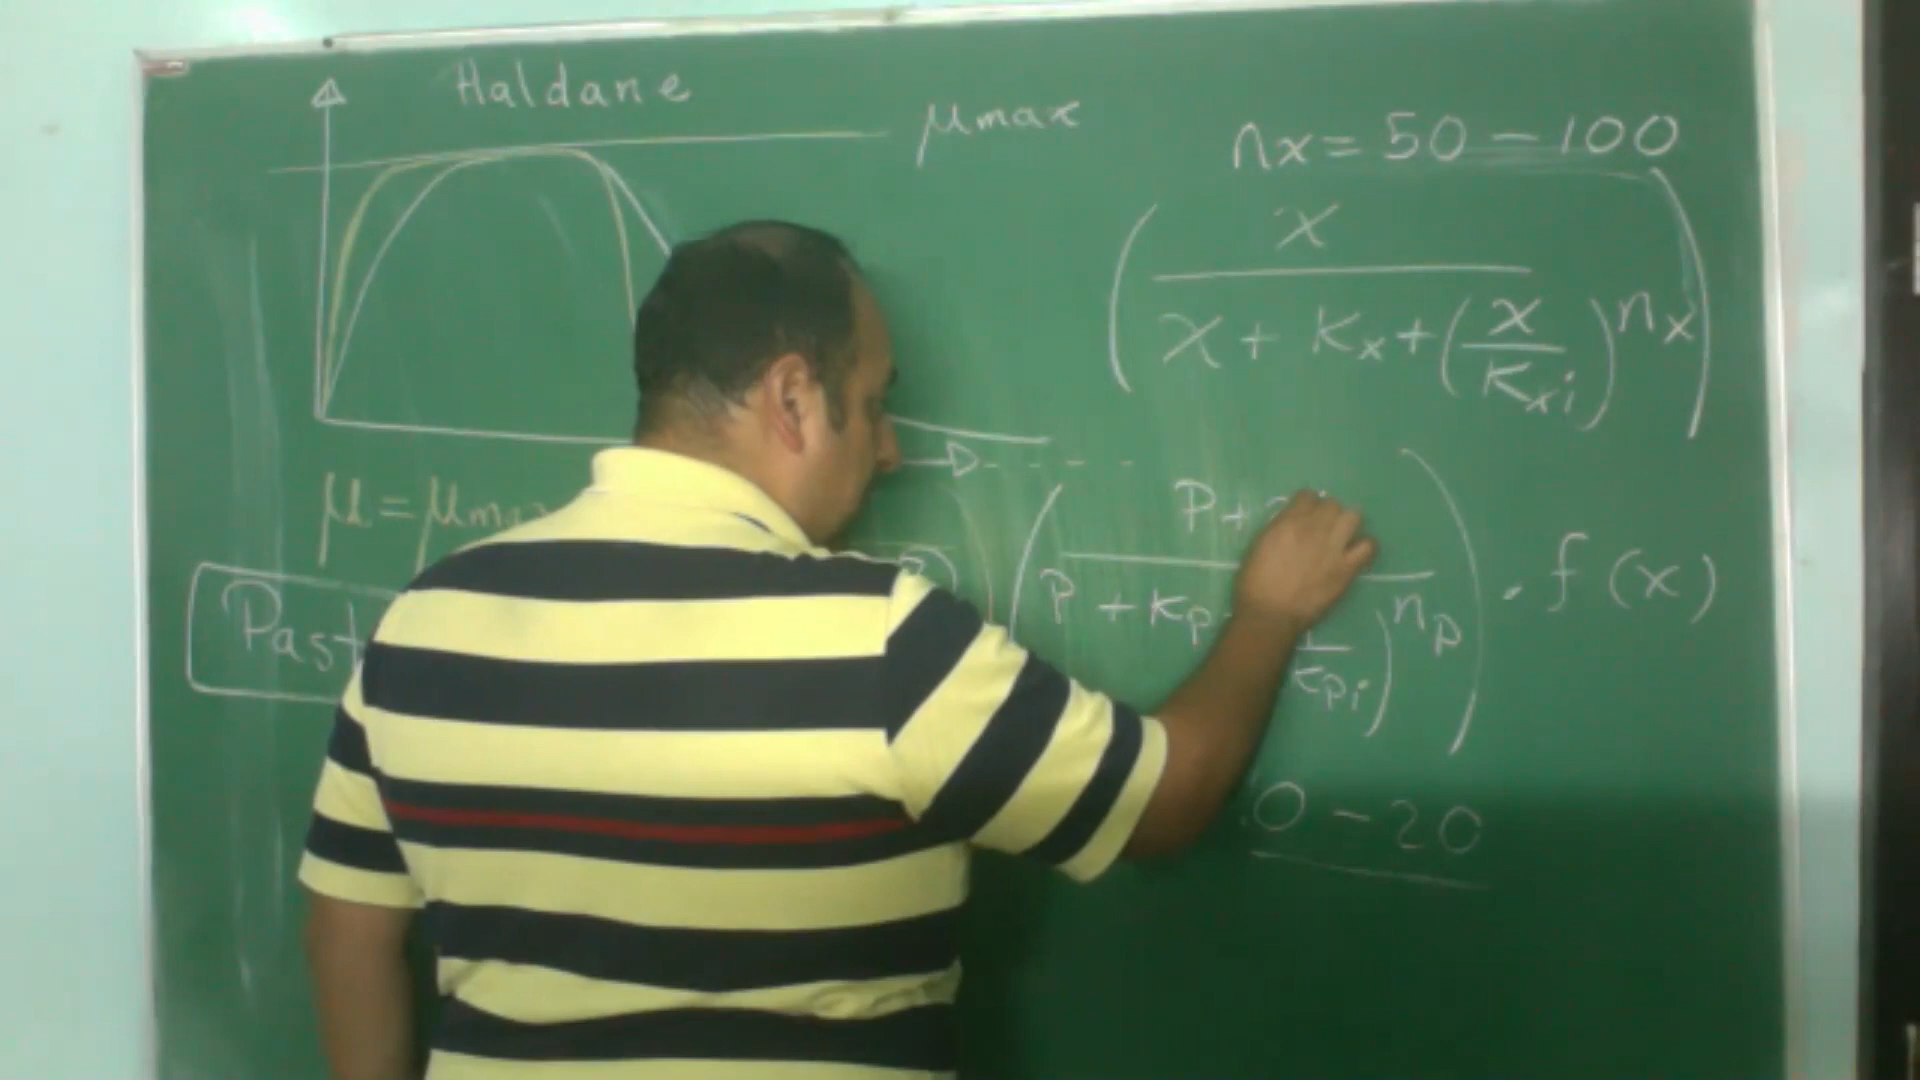 Haldane
μmax
nx = 50 - 100
x
x + Kx + (x / Kxi)^nx
μ = μmax
P +
P + Kp
Kpi)^np
. f(x)
Past
0 - 20